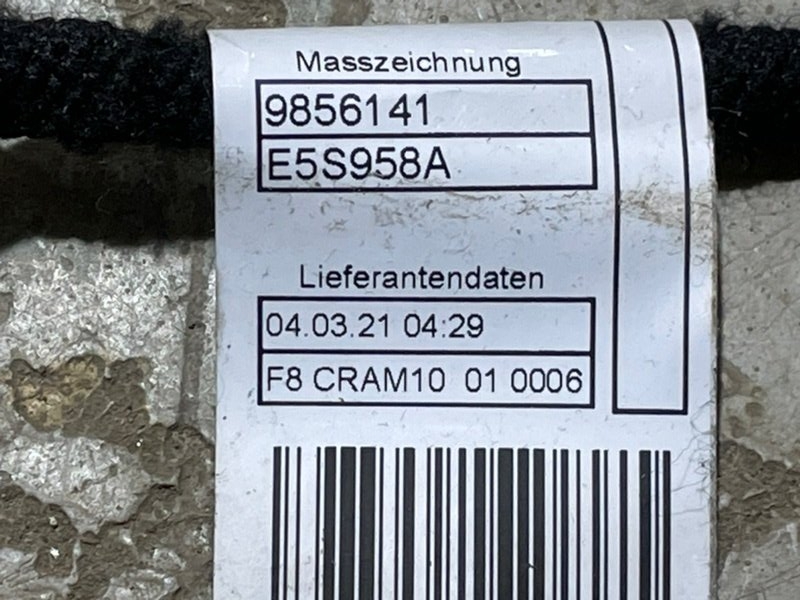 Masszeichnung
9856141
E5S958A
Lieferantendaten
04.03.21 04:29
F8 CRAM10 01 0006